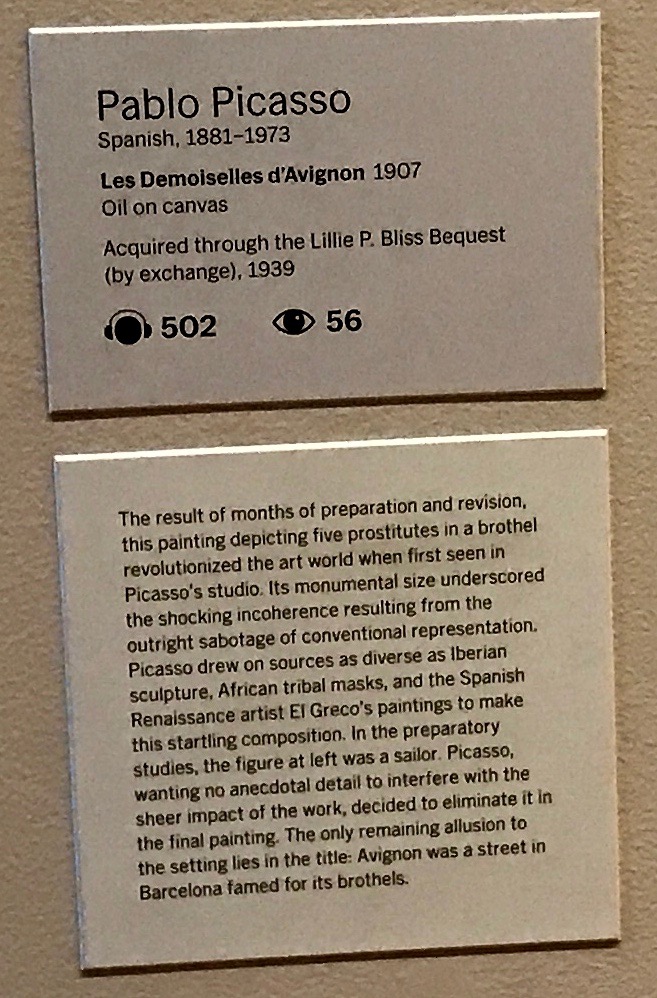 Pablo Picasso
Spanish, 1881–1973
Les Demoiselles d'Avignon 1907
Oil on canvas
Acquired through the Lillie P. Bliss Bequest
(by exchange), 1939
502 56
The result of months of preparation and revision,
this painting depicting five prostitutes in a brothel
revolutionized the art world when first seen in
Picasso's studio. Its monumental size underscored
the shocking incoherence resulting from the
outright sabotage of conventional representation.
Picasso drew on sources as diverse as Iberian
sculpture, African tribal masks, and the Spanish
Renaissance artist El Greco's paintings to make
this startling composition. In the preparatory
studies, the figure at left was a sailor. Picasso,
wanting no anecdotal detail to interfere with the
sheer impact of the work, decided to eliminate it in
the final painting. The only remaining allusion to
the setting lies in the title: Avignon was a street in
Barcelona famed for its brothels.